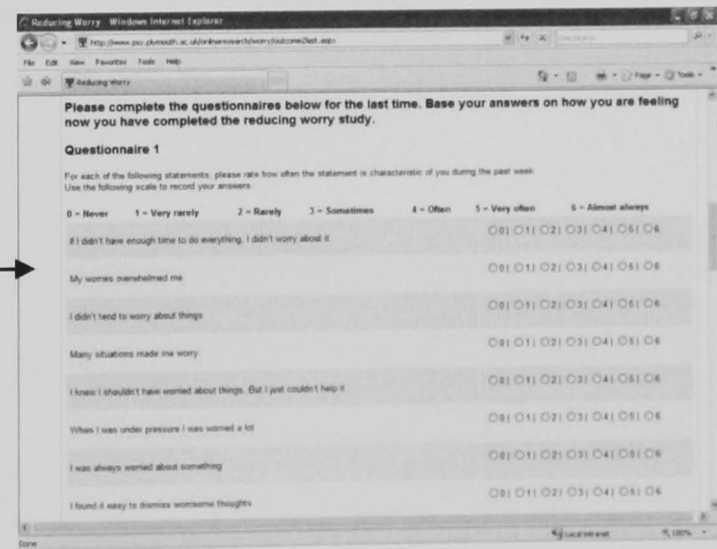 Reducing Worry Windows Internet Explorer
File Edit View Favorites Tools Help
Reducing Worry
Page Tools
Please complete the questionnaires below for the last time. Base your answers on how you are feeling
now you have completed the reducing worry study.
Questionnaire 1
For each of the following statements, please rate how often the statement is characteristic of you during the past week
Use the following scale to record your answers
0 - Never 1 - Very rarely 2 - Rarely 3 - Sometimes 4 - Often 5 - Very often 6 - Almost always
If I didn't have enough time to do everything, I didn't worry about it 0| 1| 2| 3| 4| 5| 6
My worries overwhelmed me 0| 1| 2| 3| 4| 5| 6
I didn't tend to worry about things 0| 1| 2| 3| 4| 5| 6
Many situations made me worry 0| 1| 2| 3| 4| 5| 6
I knew I shouldn't have worried about things. But I just couldn't help it 0| 1| 2| 3| 4| 5| 6
When I was under pressure I was worried a lot 0| 1| 2| 3| 4| 5| 6
I was always worried about something 0| 1| 2| 3| 4| 5| 6
I found it easy to dismiss worrisome thoughts 0| 1| 2| 3| 4| 5| 6
Done Local intranet 100%